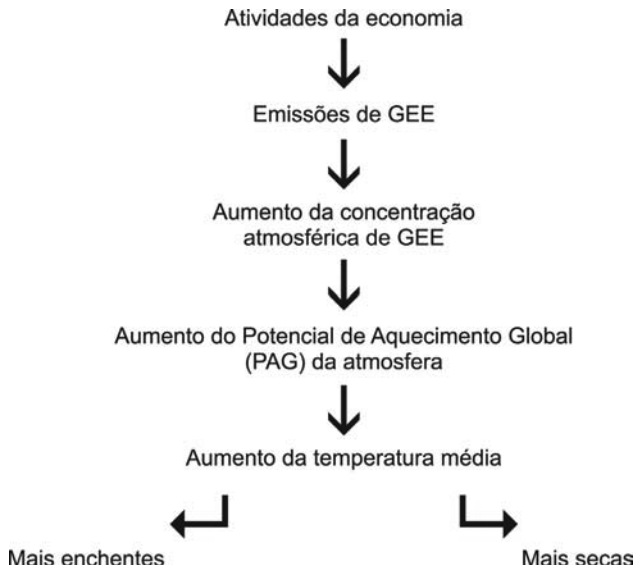 Atividades da economia
Emissões de GEE
Aumento da concentração
atmosférica de GEE
Aumento do Potencial de Aquecimento Global
(PAG) da atmosfera
Aumento da temperatura média
Mais enchentes
Mais secas